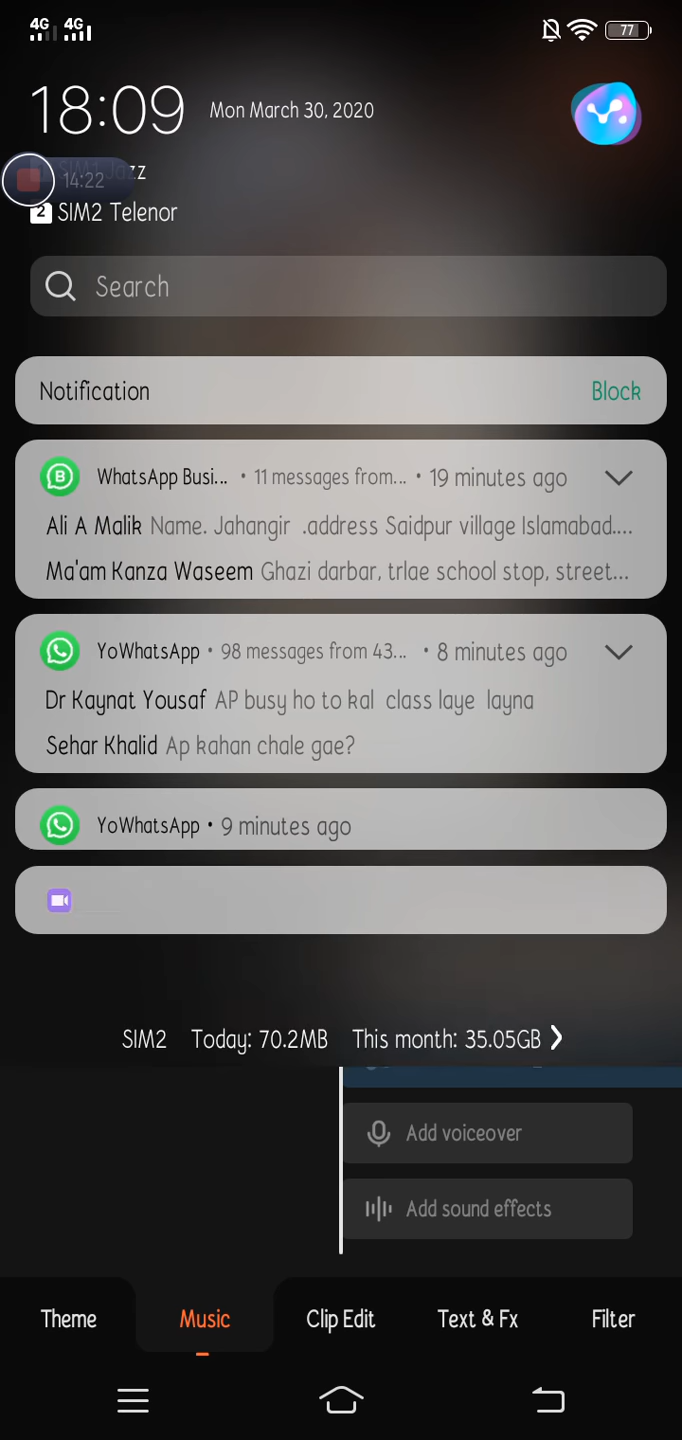 4G 4G 77
18:09 Mon March 30, 2020
SIM1 Jazz
14:22
2 SIM2 Telenor
Search
Notification Block
B WhatsApp Busi... • 11 messages from... • 19 minutes ago
Ali A Malik Name. Jahangir .address Saidpur village Islamabad....
Ma'am Kanza Waseem Ghazi darbar, trlae school stop, street...
YoWhatsApp • 98 messages from 43... • 8 minutes ago
Dr Kaynat Yousaf AP busy ho to kal class laye layna
Sehar Khalid Ap kahan chale gae?
YoWhatsApp • 9 minutes ago
SIM2 Today: 70.2MB This month: 35.05GB
Add voiceover
Add sound effects
Theme Music Clip Edit Text & Fx Filter